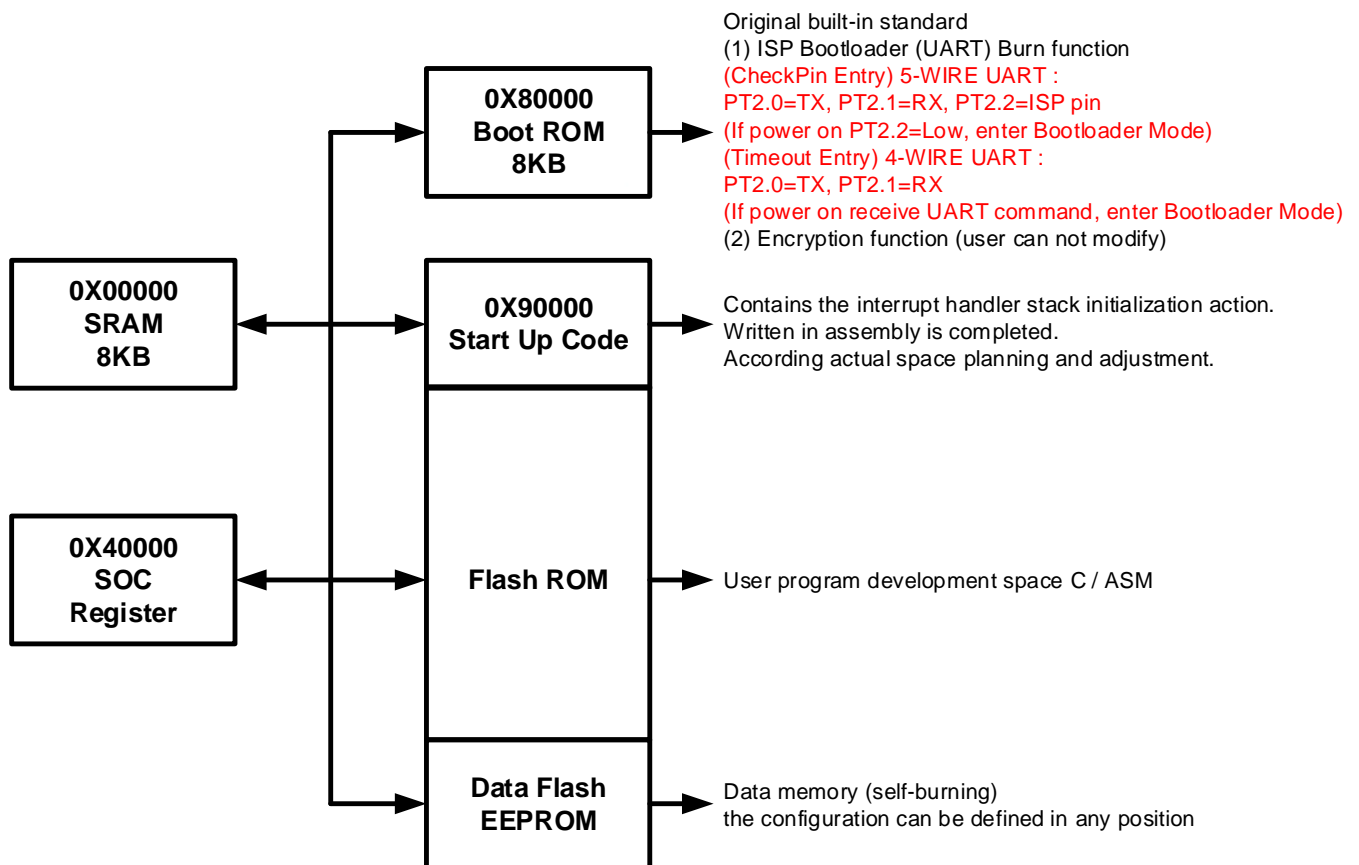 Original built-in standard
(1) ISP Bootloader (UART) Burn function
(CheckPin Entry) 5-WIRE UART :
PT2.0=TX, PT2.1=RX, PT2.2=ISP pin
(If power on PT2.2=Low, enter Bootloader Mode)
(Timeout Entry) 4-WIRE UART :
PT2.0=TX, PT2.1=RX
(If power on receive UART command, enter Bootloader Mode)
(2) Encryption function (user can not modify)
0X80000
Boot ROM
8KB
0X00000
SRAM
8KB
0X90000
Start Up Code
Contains the interrupt handler stack initialization action.
Written in assembly is completed.
According actual space planning and adjustment.
0X40000
SOC
Register
Flash ROM
User program development space C / ASM
Data Flash
EEPROM
Data memory (self-burning)
the configuration can be defined in any position